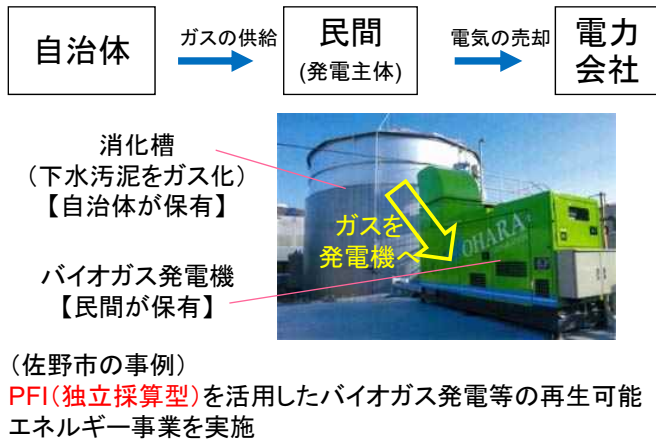 自治体
ガスの供給
民間
(発電主体)
電気の売却
電力
会社
消化槽
(下水汚泥をガス化)
【自治体が保有】
ガスを
発電機へ
OHARA
バイオガス発電機
【民間が保有】
(佐野市の事例)
PFI(独立採算型)を活用したバイオガス発電等の再生可能
エネルギー事業を実施